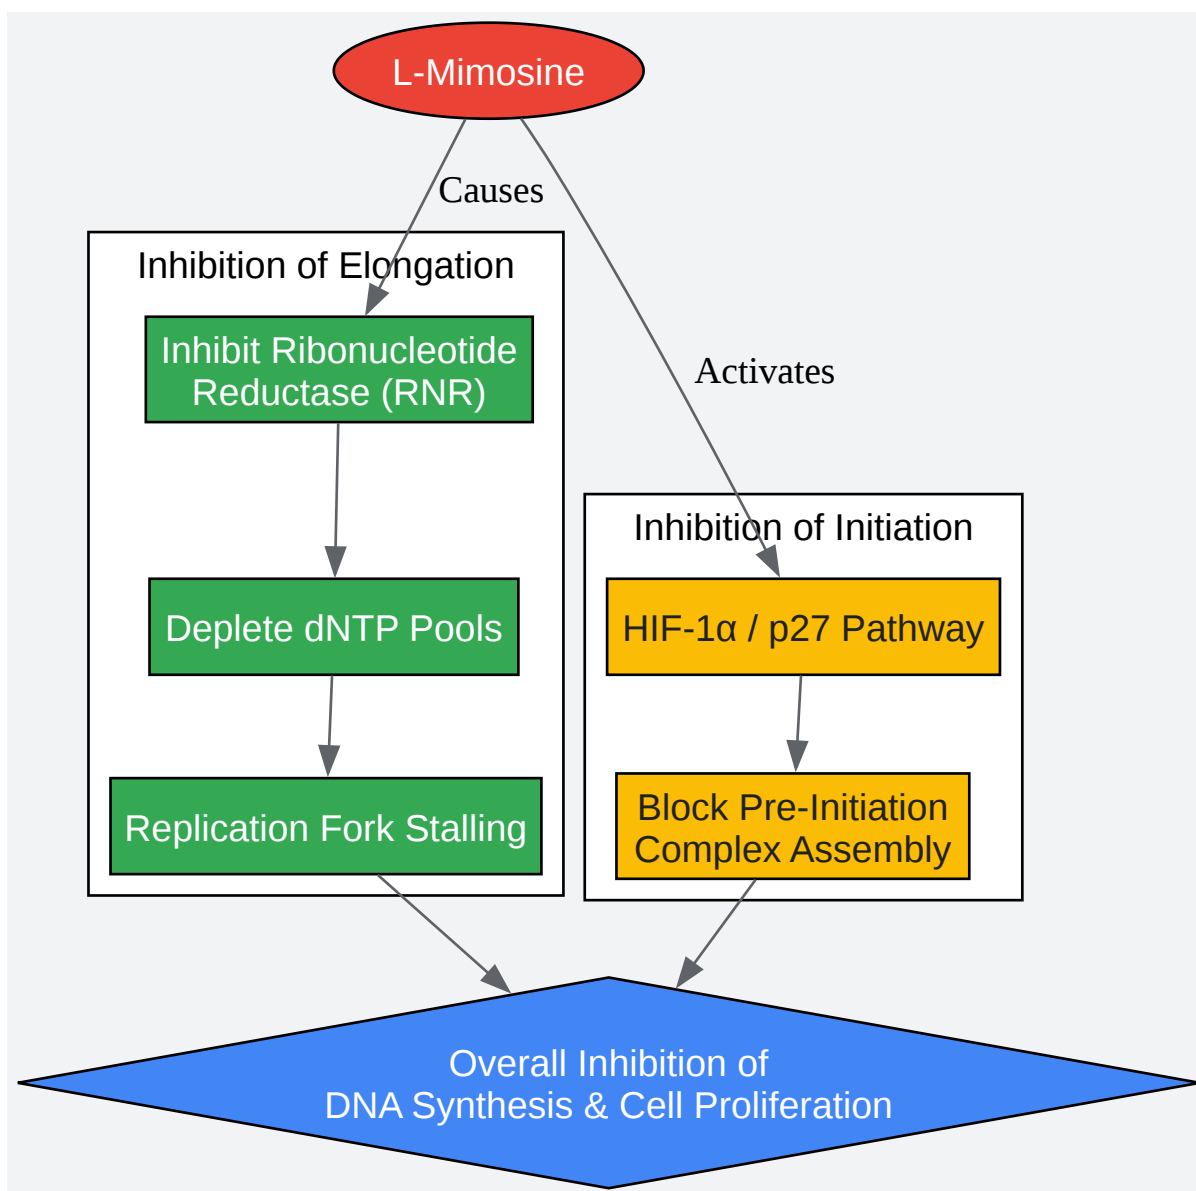 L-Mimosine
Causes
Inhibition of Elongation
Inhibit Ribonucleotide
Reductase (RNR)
Activates
Deplete dNTP Pools
Replication Fork Stalling
Inhibition of Initiation
HIF-1α / p27 Pathway
Block Pre-Initiation
Complex Assembly
Overall Inhibition of
DNA Synthesis & Cell Proliferation